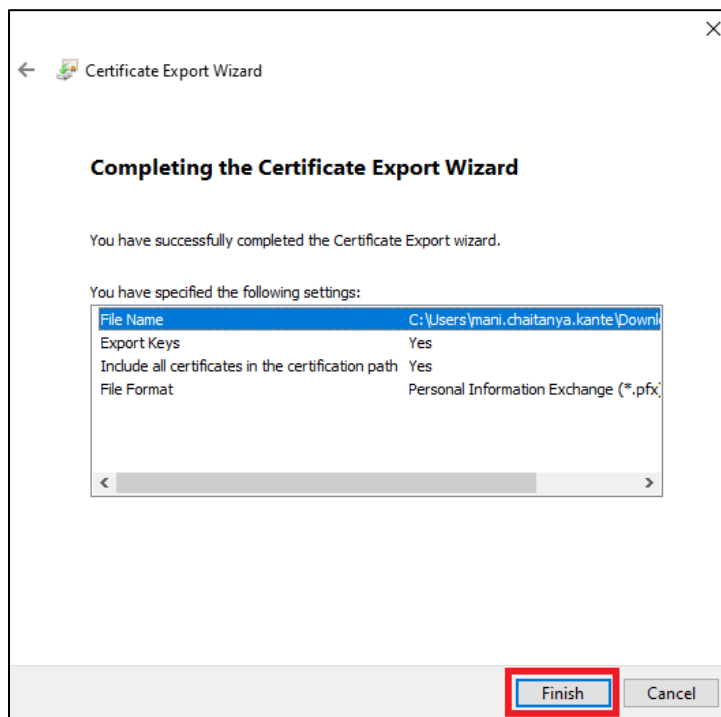 Certificate Export Wizard
Completing the Certificate Export Wizard
You have successfully completed the Certificate Export wizard.
You have specified the following settings:
File Name C:\Users\mani.chaitanya.kante\Downl
Export Keys Yes
Include all certificates in the certification path Yes
File Format Personal Information Exchange (*.pfx)
Finish Cancel